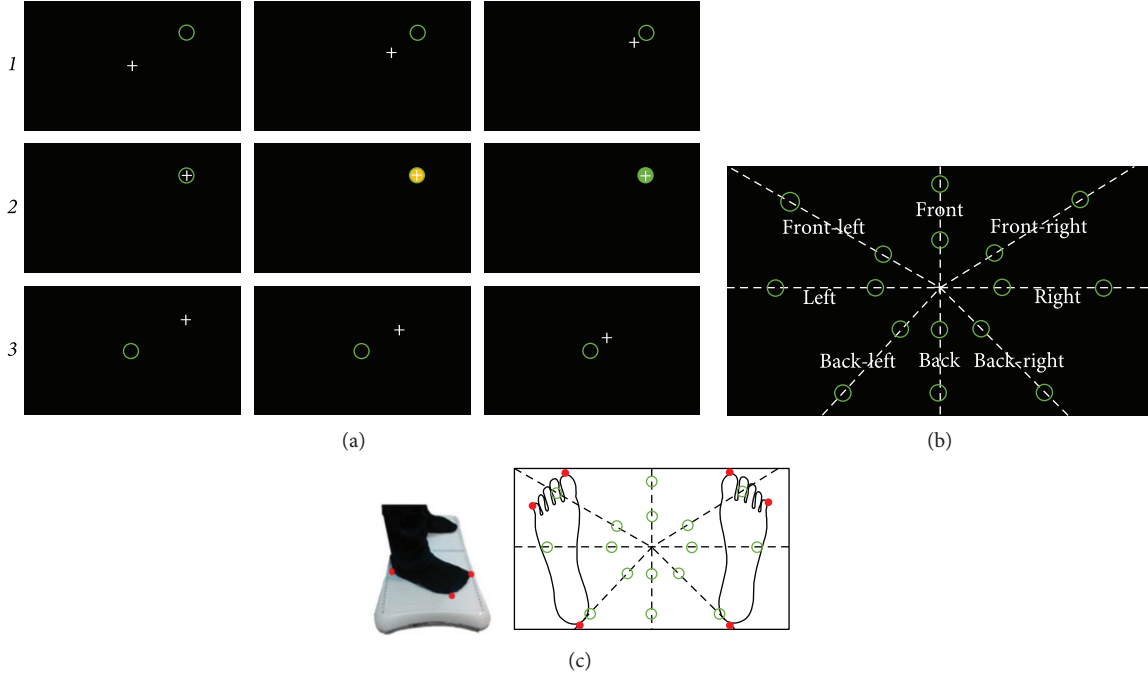 1
2
3
(a)
Front
Front-left
Front-right
Left
Right
Back-left
Back
Back-right
(b)
(c)